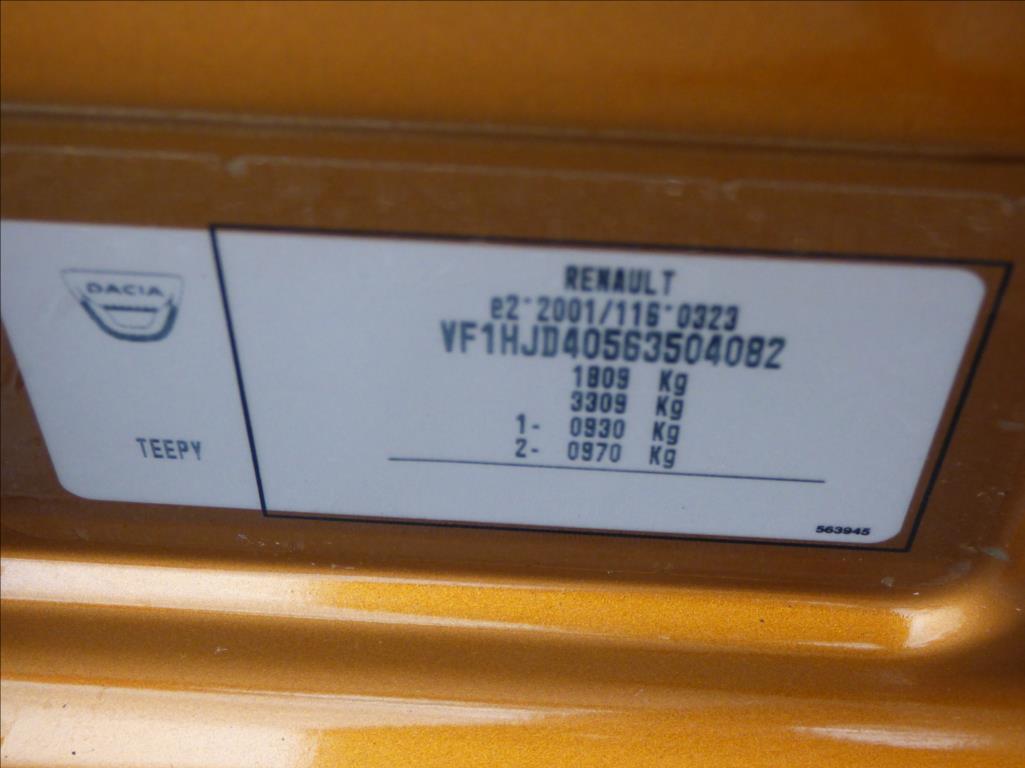 DACIA
TEEPY
RENAULT
e2*2001/116*0323
VF1HJD40563504082
1809 Kg
3309 Kg
1- 0930 Kg
2- 0970 Kg
563945